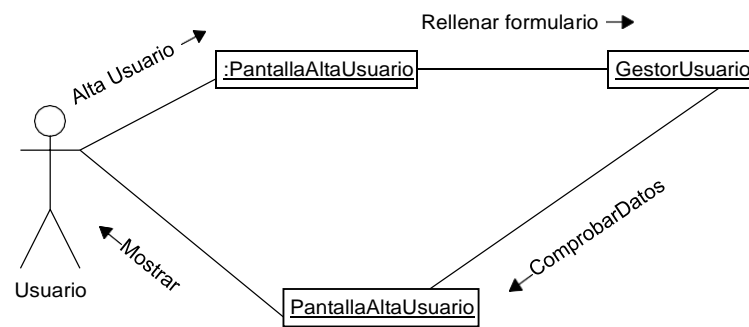 Rellenar formulario
Alta Usuario
:PantallaAltaUsuario
GestorUsuario
ComprobarDatos
Mostrar
Usuario
PantallaAltaUsuario